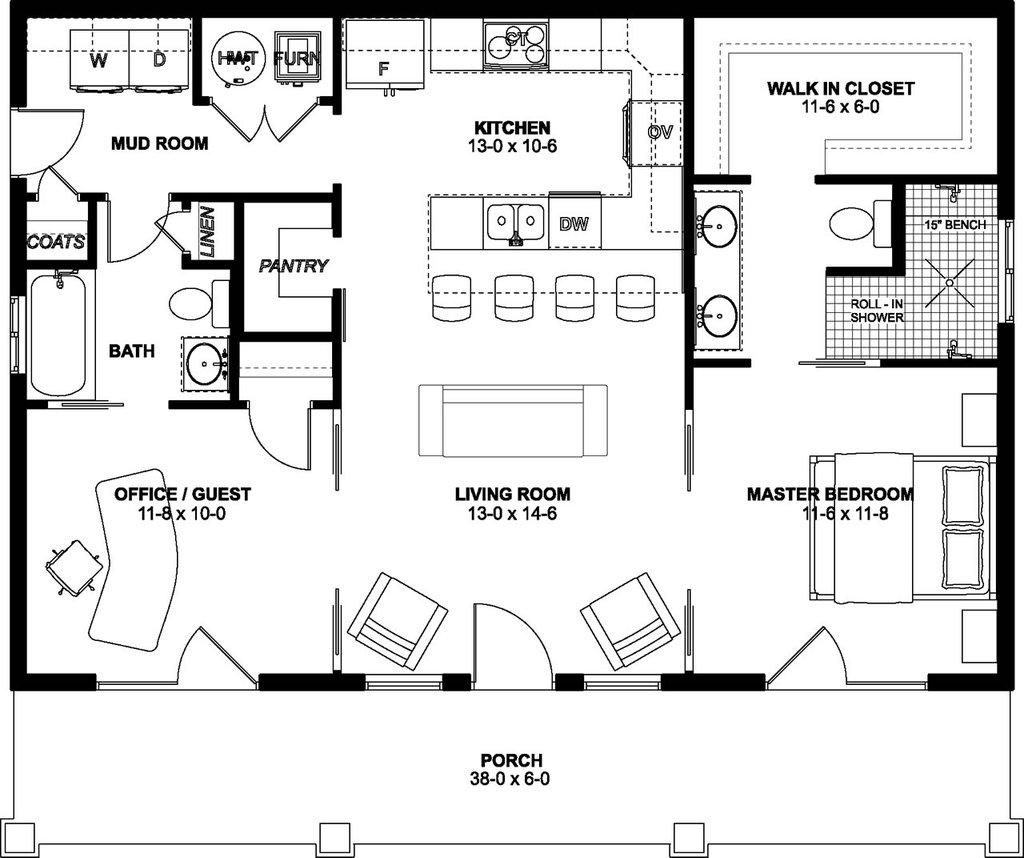 W
D
HWT
FURN
F
CT
WALK IN CLOSET
11-6 x 6-0
KITCHEN
13-0 x 10-6
OV
MUD ROOM
COATS
LINEN
PANTRY
DW
15" BENCH
ROLL - IN
SHOWER
BATH
OFFICE / GUEST
11-8 x 10-0
LIVING ROOM
13-0 x 14-6
MASTER BEDROOM
11-6 x 11-8
PORCH
38-0 x 6-0